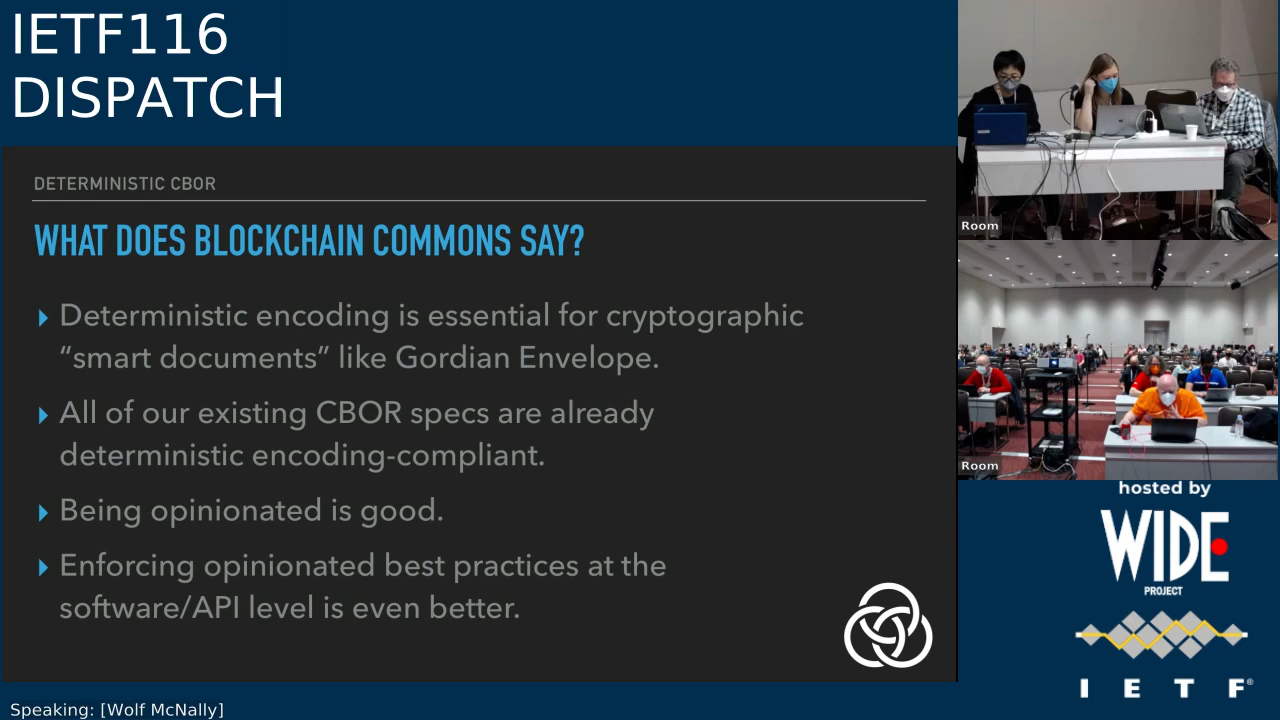 IETF116
DISPATCH
DETERMINISTIC CBOR
WHAT DOES BLOCKCHAIN COMMONS SAY?
Deterministic encoding is essential for cryptographic
“smart documents” like Gordian Envelope.
All of our existing CBOR specs are already
deterministic encoding-compliant.
Being opinionated is good.
Enforcing opinionated best practices at the
software/API level is even better.
Speaking: [Wolf McNally]
Room
Room
hosted by
WIDE
PROJECT
I E T F®